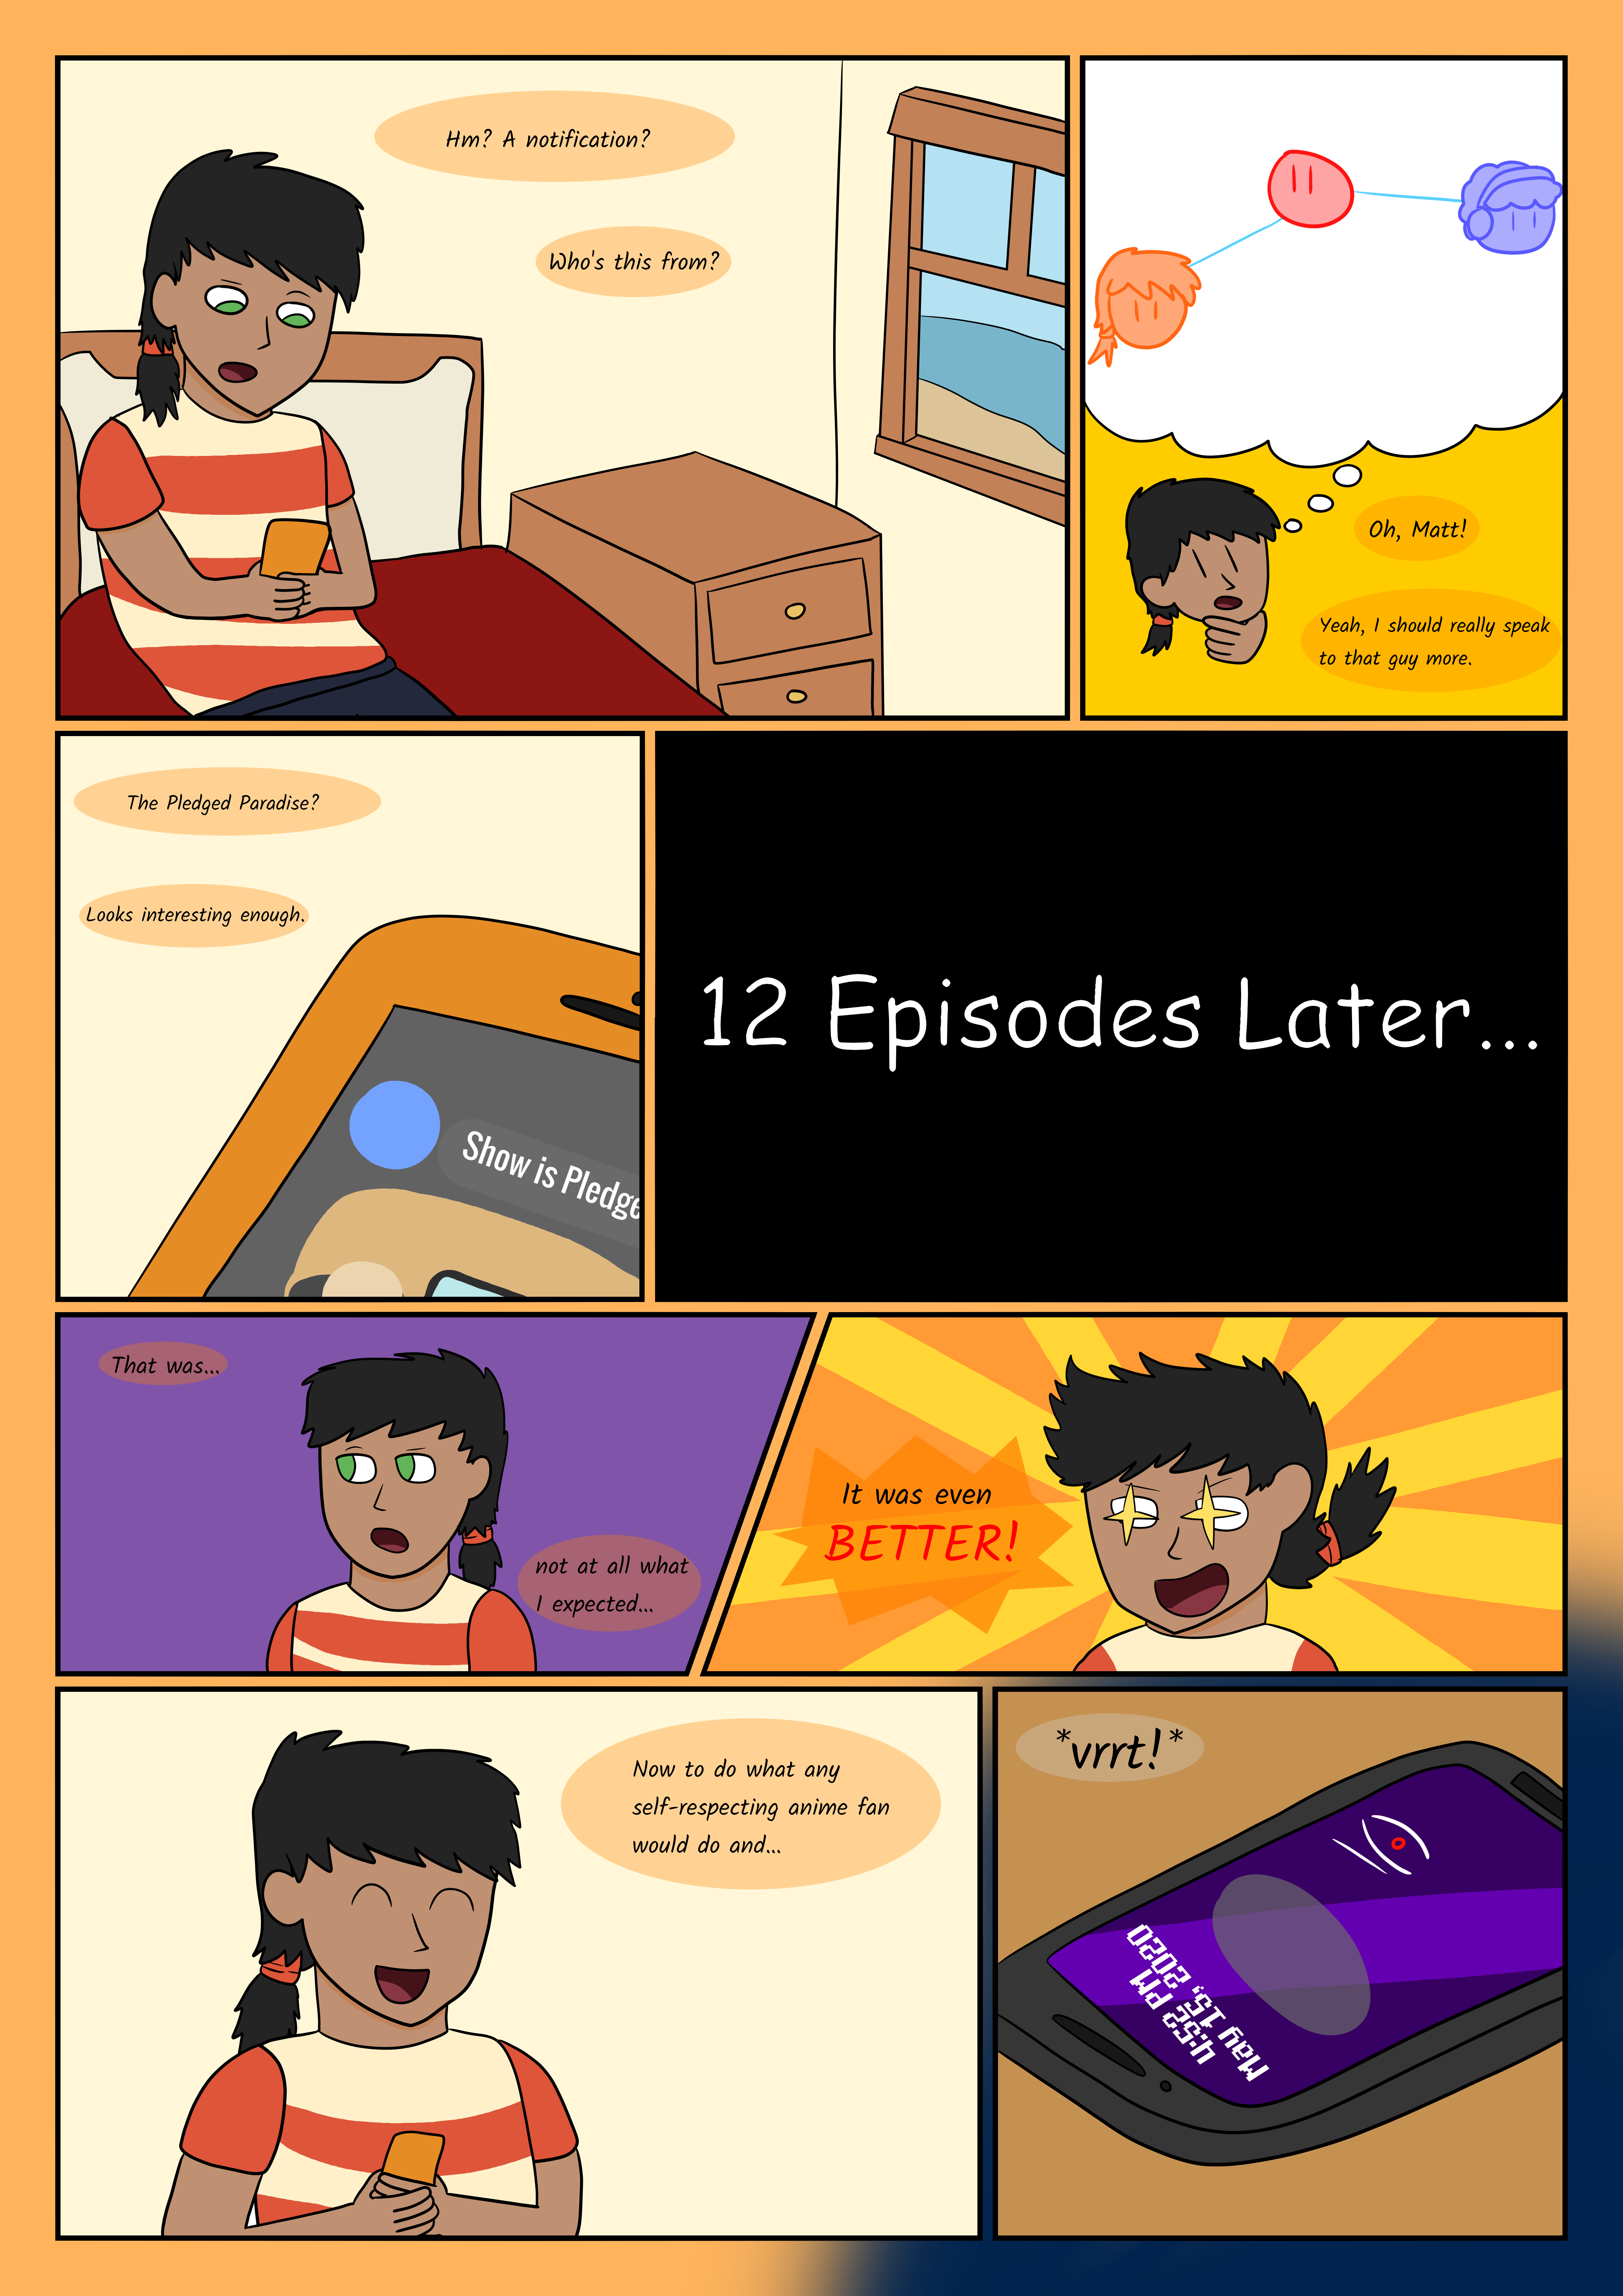 Hm? A notification?
Who's this from?
Oh, Matt!
Yeah, I should really speak
to that guy more.
The Pledged Paradise?
Looks interesting enough.
Show is Pledge
12 Episodes Later...
That was...
not at all what
I expected...
It was even
BETTER!
Now to do what any
self-respecting anime fan
would do and...
*vrrt!*
4:52 PM
May 15, 2020